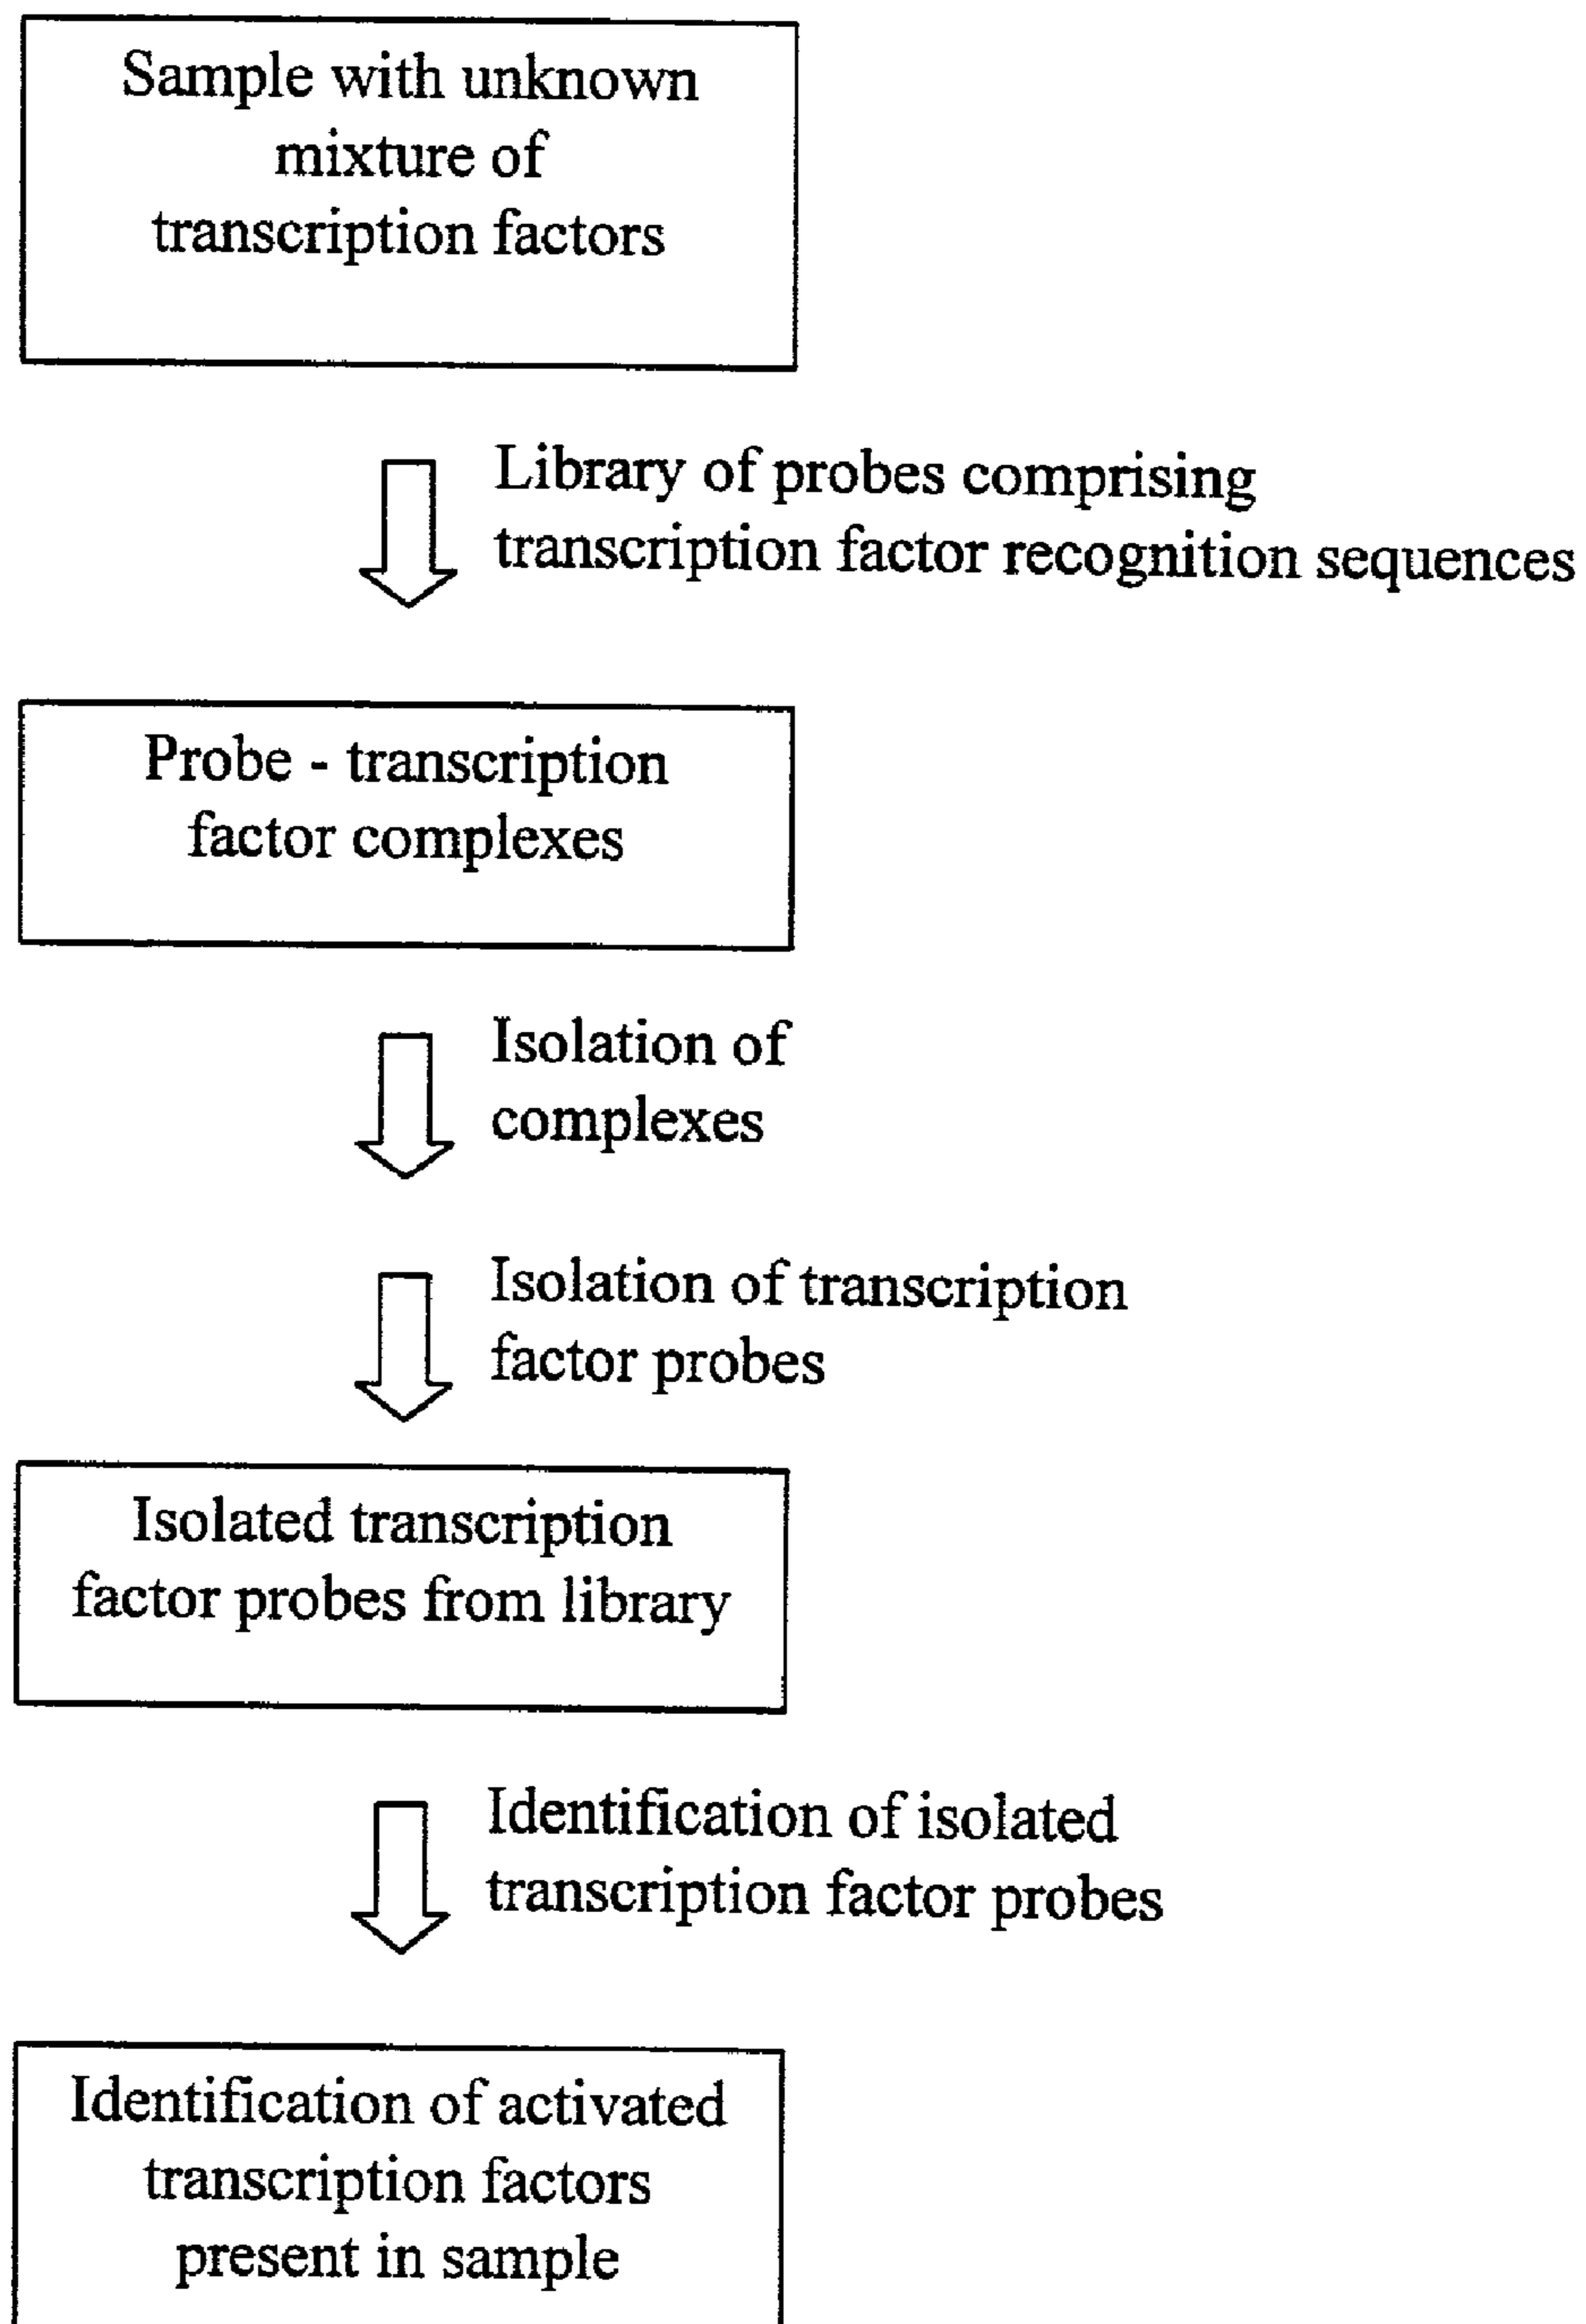 Sample with unknown
mixture of
transcription factors
Library of probes comprising
transcription factor recognition sequences
Probe - transcription
factor complexes
Isolation of
complexes
Isolation of transcription
factor probes
Isolated transcription
factor probes from library
Identification of isolated
transcription factor probes
Identification of activated
transcription factors
present in sample